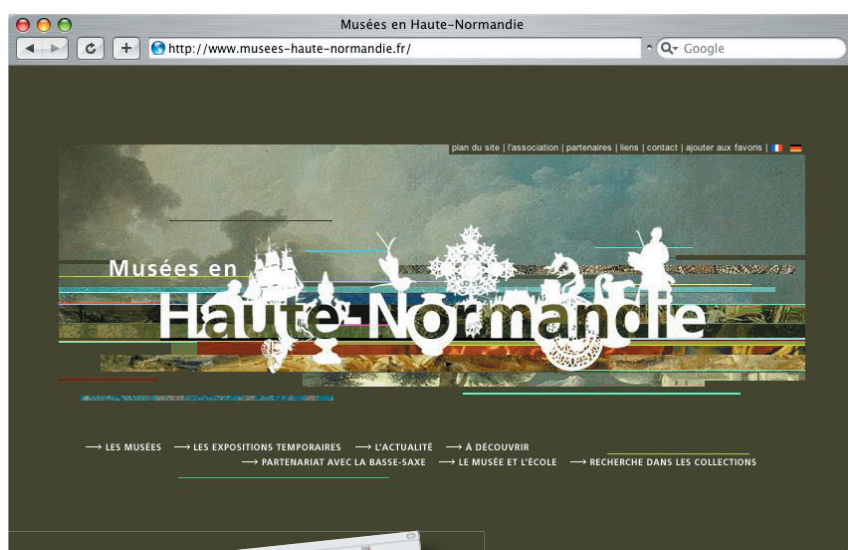 Musées en Haute-Normandie
http://www.musees-haute-normandie.fr/
Google
plan du site | l'association | partenaires | liens | contact | ajouter aux favoris |
Musées en
Haute-Normandie
→ LES MUSÉES → LES EXPOSITIONS TEMPORAIRES → L'ACTUALITÉ → À DÉCOUVRIR
→ PARTENARIAT AVEC LA BASSE-SAXE → LE MUSÉE ET L'ÉCOLE → RECHERCHE DANS LES COLLECTIONS